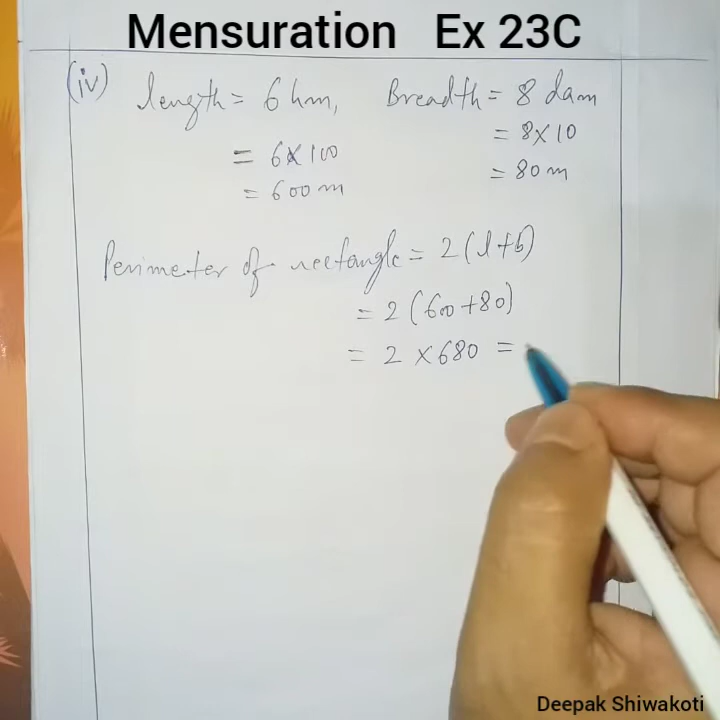 Mensuration Ex 23C
(iv) length = 6 hm, Breadth = 8 dam
= 6 x 100 = 8 x 10
= 600 m = 80 m
Perimeter of rectangle = 2 (l + b)
= 2 (600 + 80)
= 2 x 680 =
Deepak Shiwakoti